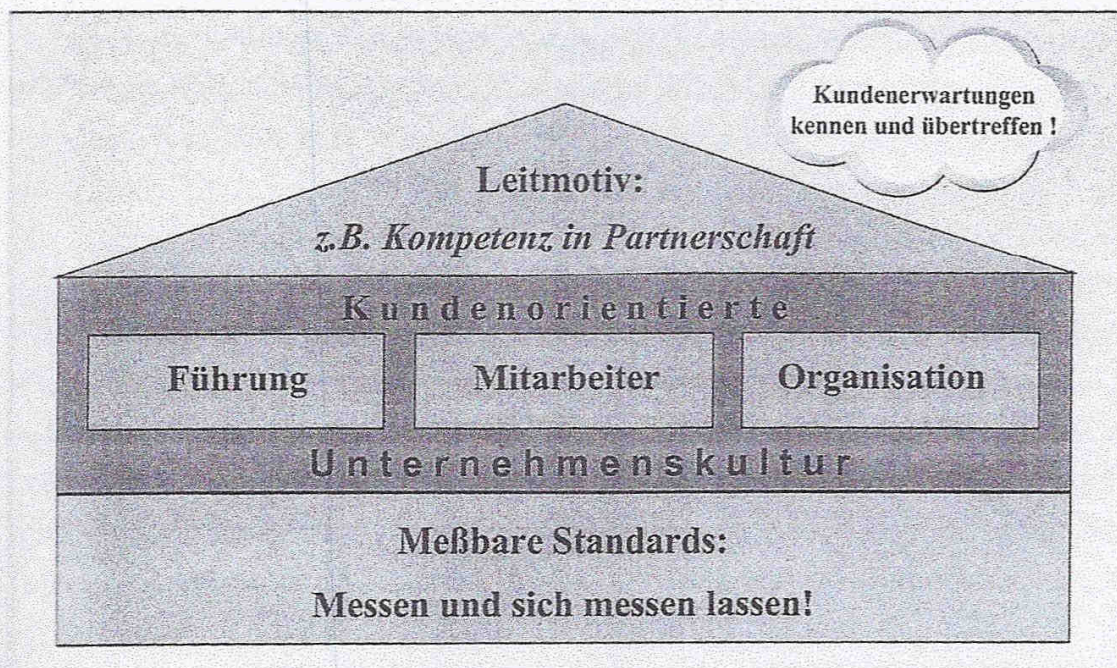 Kundenerwartungen
kennen und übertreffen !
Leitmotiv:
z.B. Kompetenz in Partnerschaft
Kundenorientierte
Führung
Mitarbeiter
Organisation
Unternehmenskultur
Meßbare Standards:
Messen und sich messen lassen!